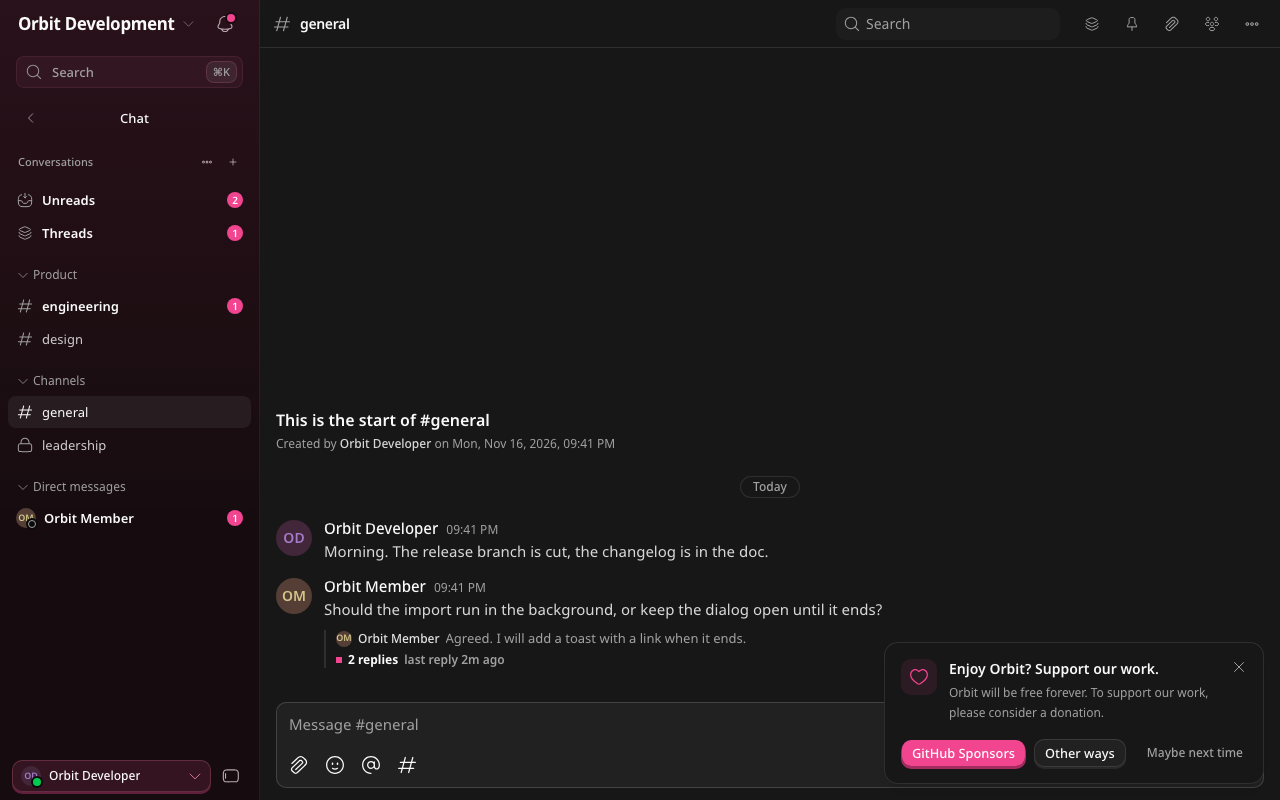 Orbit Development
Search
⌘K
Chat
Conversations
Unreads
2
Threads
1
Product
engineering
1
design
Channels
general
leadership
Direct messages
OM
Orbit Member
1
OD
Orbit Developer
general
Search
This is the start of #general
Created by Orbit Developer on Mon, Nov 16, 2026, 09:41 PM
Today
OD
Orbit Developer 09:41 PM
Morning. The release branch is cut, the changelog is in the doc.
OM
Orbit Member 09:41 PM
Should the import run in the background, or keep the dialog open until it ends?
OM Orbit Member Agreed. I will add a toast with a link when it ends.
2 replies last reply 2m ago
Message #general
Enjoy Orbit? Support our work.
Orbit will be free forever. To support our work,
please consider a donation.
GitHub Sponsors
Other ways
Maybe next time